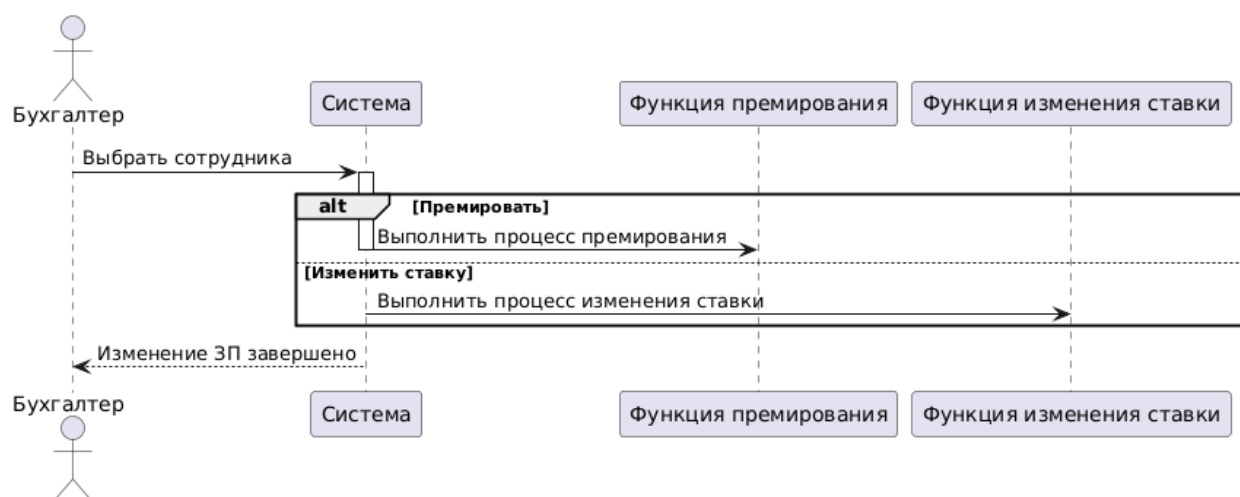 Бухгалтер
Система
Функция премирования
Функция изменения ставки
Выбрать сотрудника
alt
[Премировать]
Выполнить процесс премирования
[Изменить ставку]
Выполнить процесс изменения ставки
Изменение ЗП завершено
Бухгалтер
Система
Функция премирования
Функция изменения ставки